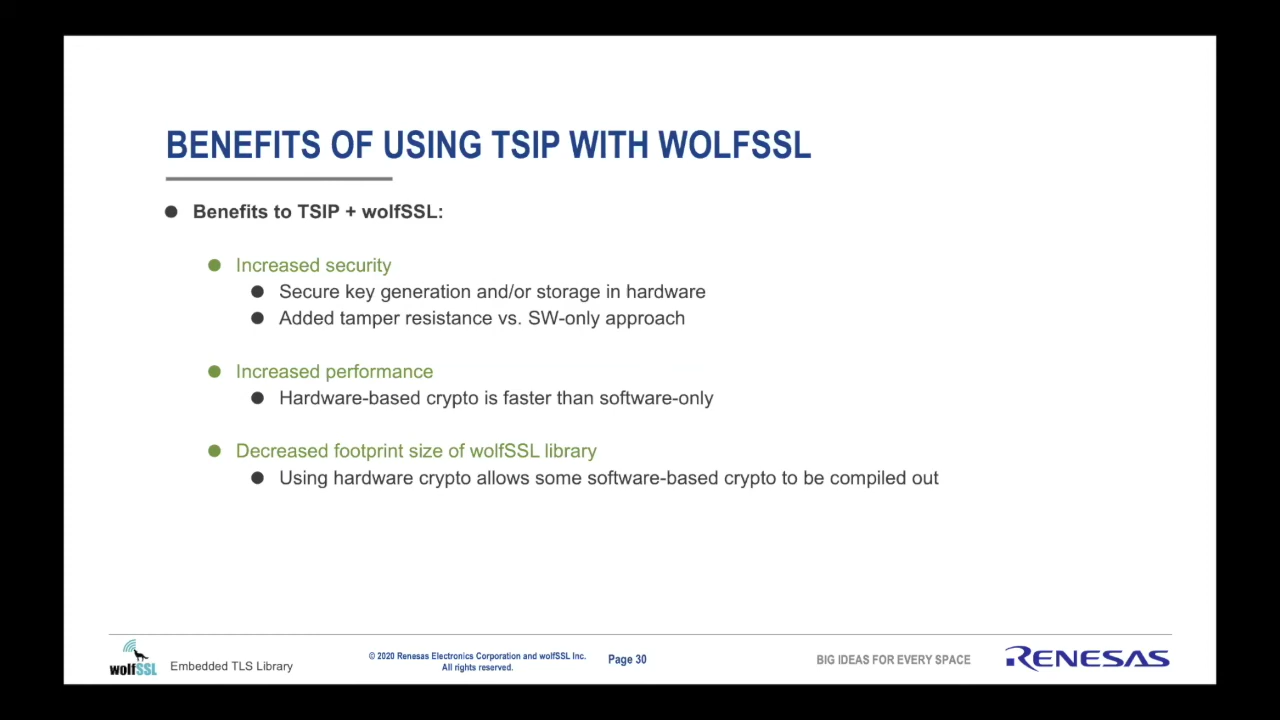 BENEFITS OF USING TSIP WITH WOLFSSL
Benefits to TSIP + wolfSSL:
Increased security
Secure key generation and/or storage in hardware
Added tamper resistance vs. SW-only approach
Increased performance
Hardware-based crypto is faster than software-only
Decreased footprint size of wolfSSL library
Using hardware crypto allows some software-based crypto to be compiled out
wolfSSL
Embedded TLS Library
© 2020 Renesas Electronics Corporation and wolfSSL Inc.
All rights reserved.
Page 30
BIG IDEAS FOR EVERY SPACE
RENESAS